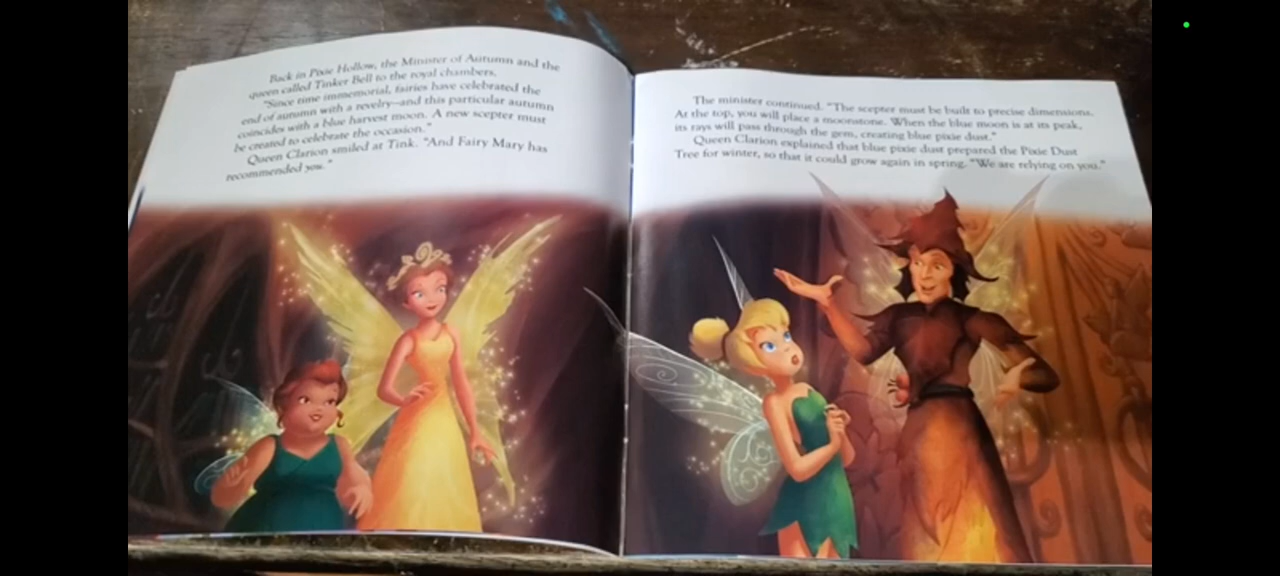 Back in Pixie Hollow, the Minister of Autumn and the
queen called Tinker Bell to the royal chambers.
"Since time immemorial, fairies have celebrated the
end of autumn with a revelry—and this particular autumn
coincides with a blue harvest moon. A new scepter must
be created to celebrate the occasion."
Queen Clarion smiled at Tink. "And Fairy Mary has
recommended you."
The minister continued. "The scepter must be built to precise dimensions.
At the top, you will place a moonstone. When the blue moon is at its peak,
its rays will pass through the gem, creating blue pixie dust."
Queen Clarion explained that blue pixie dust prepared the Pixie Dust
Tree for winter, so that it could grow again in spring. "We are relying on you."